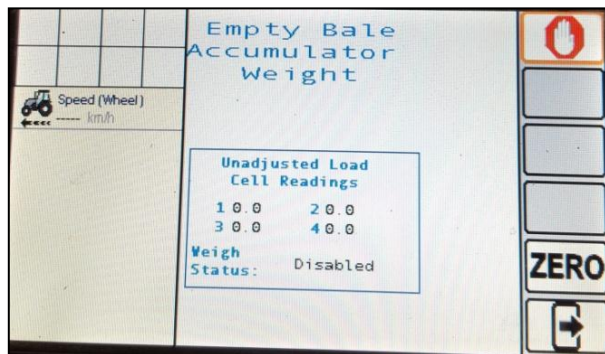 Empty Bale
Accumulator
Weight
Speed (Wheel)
----- km/h
Unadjusted Load
Cell Readings
1 0.0 2 0.0
3 0.0 4 0.0
Weigh
Status: Disabled
ZERO